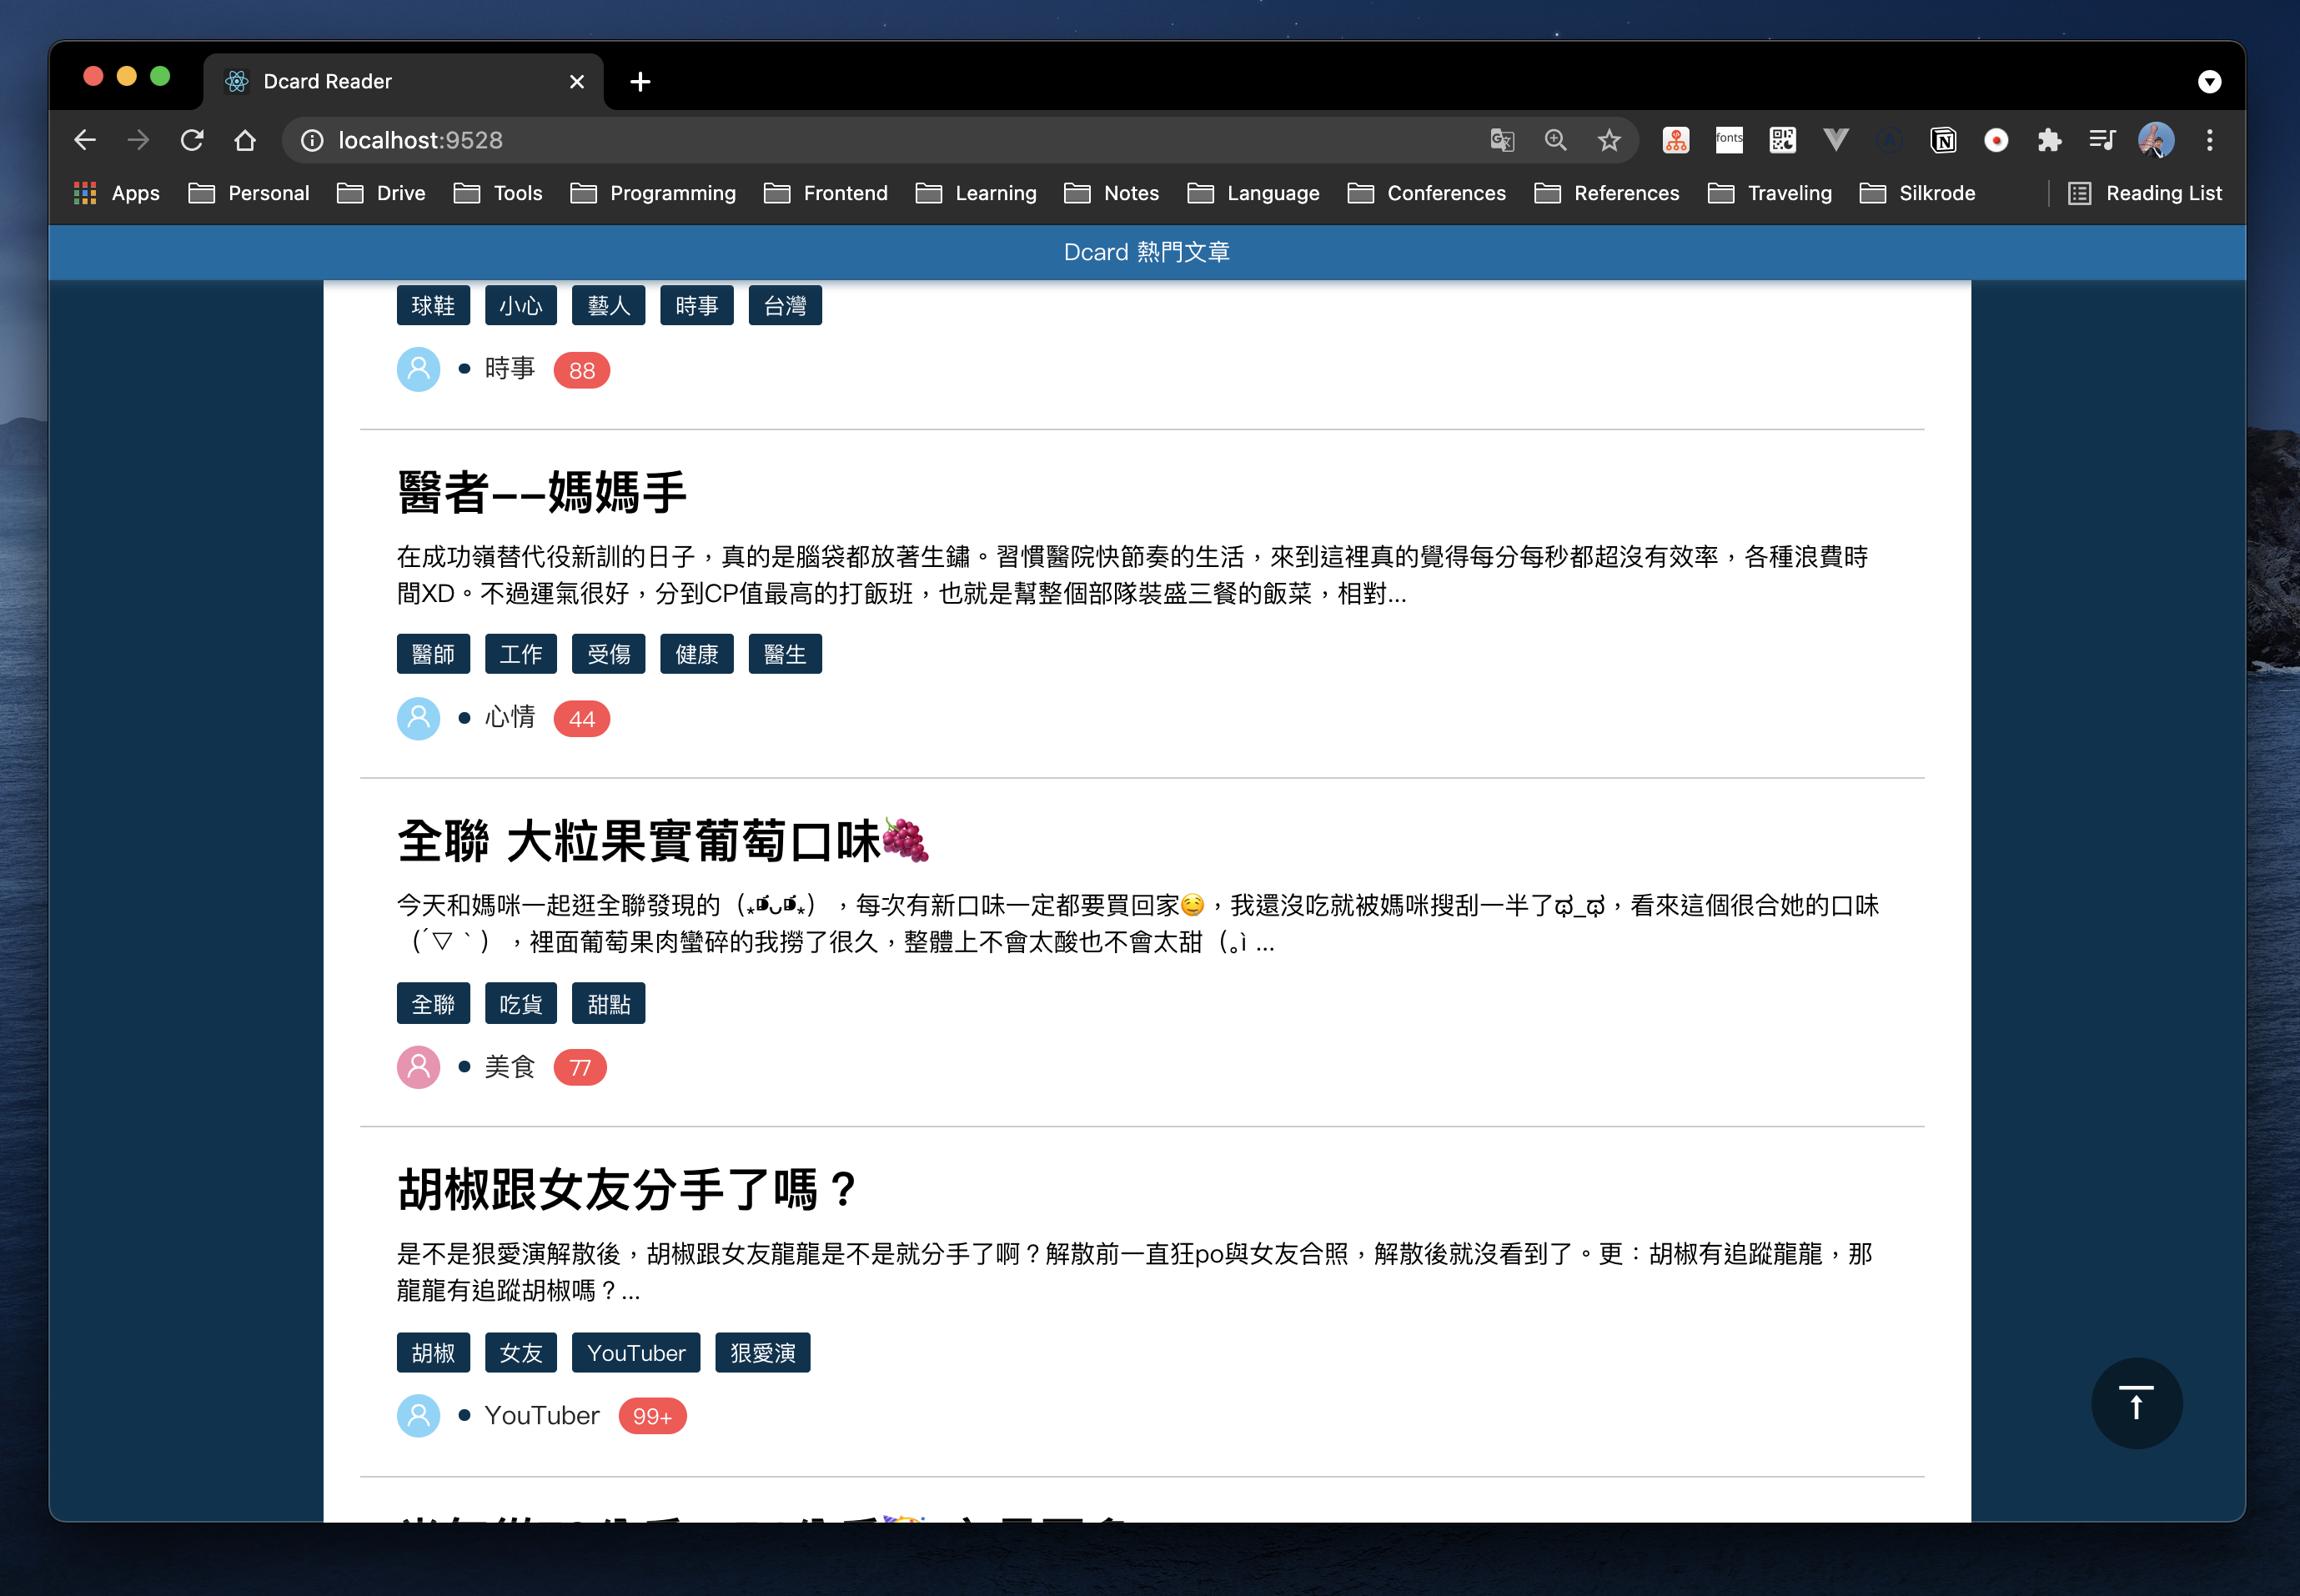 Dcard Reader
localhost:9528
fonts
Apps Personal Drive Tools Programming Frontend Learning Notes Language Conferences References Traveling Silkrode Reading List
Dcard 熱門文章
球鞋 小心 藝人 時事 台灣
時事 88
醫者––媽媽手
在成功嶺替代役新訓的日子，真的是腦袋都放著生鏽。習慣醫院快節奏的生活，來到這裡真的覺得每分每秒都超沒有效率，各種浪費時
間XD。不過運氣很好，分到CP值最高的打飯班，也就是幫整個部隊裝盛三餐的飯菜，相對...
醫師 工作 受傷 健康 醫生
心情 44
全聯 大粒果實葡萄口味🍇
今天和媽咪一起逛全聯發現的，每次有新口味一定都要買回家🤤，我還沒吃就被媽咪搜刮一半了ಥ_ಥ，看來這個很合她的口味
（´▽｀），裡面葡萄果肉蠻碎的我撈了很久，整體上不會太酸也不會太甜（｡ì ...
全聯 吃貨 甜點
美食 77
胡椒跟女友分手了嗎？
是不是狠愛演解散後，胡椒跟女友龍龍是不是就分手了啊？解散前一直狂po與女友合照，解散後就沒看到了。更：胡椒有追蹤龍龍，那
龍龍有追蹤胡椒嗎？...
胡椒 女友 YouTuber 狠愛演
YouTuber 99+